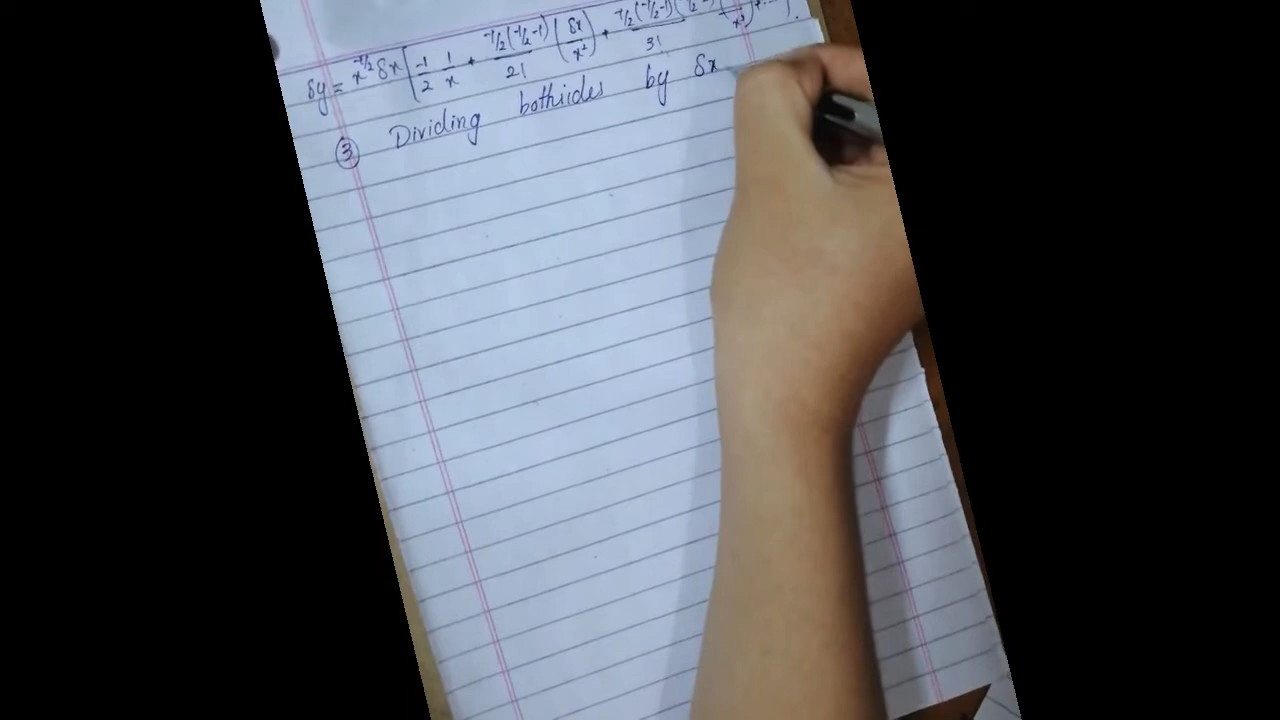 δy = x^{-1/2} δx [ -1/2 1/x + -1/2(-1/2-1)/2! (δx/x²) + -1/2(-1/2-1)( /3!
③ Dividing bothsides by δx